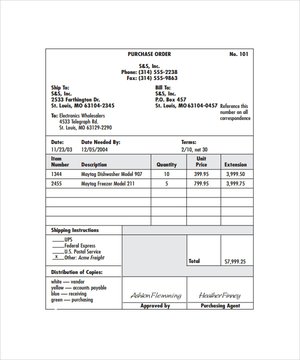 PURCHASE ORDER No. 101
S&S, Inc.
Phone: (314) 555-2238
Fax: (314) 555-9863
Ship To: Bill To:
S&S, Inc. S&S, Inc.
2533 Farthington Dr. P.O. Box 457
St. Louis, MO 63104-2345 St. Louis, MO 63104-0457
Reference this
number on all
correspondence
To: Electronics Wholesalers
4533 Telegraph Rd.
St. Louis, MO 63129-2290
Date: Date Needed By: Terms:
11/23/03 12/05/2004 2/10, net 30
Item Number Description Quantity Unit Price Extension
1344 Maytag Dishwasher Model 907 10 399.95 3,999.50
2455 Maytag Freezer Model 211 5 799.95 3,999.75
Shipping Instructions
UPS
Federal Express
U.S. Postal Service
x Other: Acme Freight
Total $7,999.25
Distribution of Copies:
white — vendor
yellow — accounts payable
blue — receiving
green — purchasing
Ashlon Flemming Heather Finney
Approved by Purchasing Agent